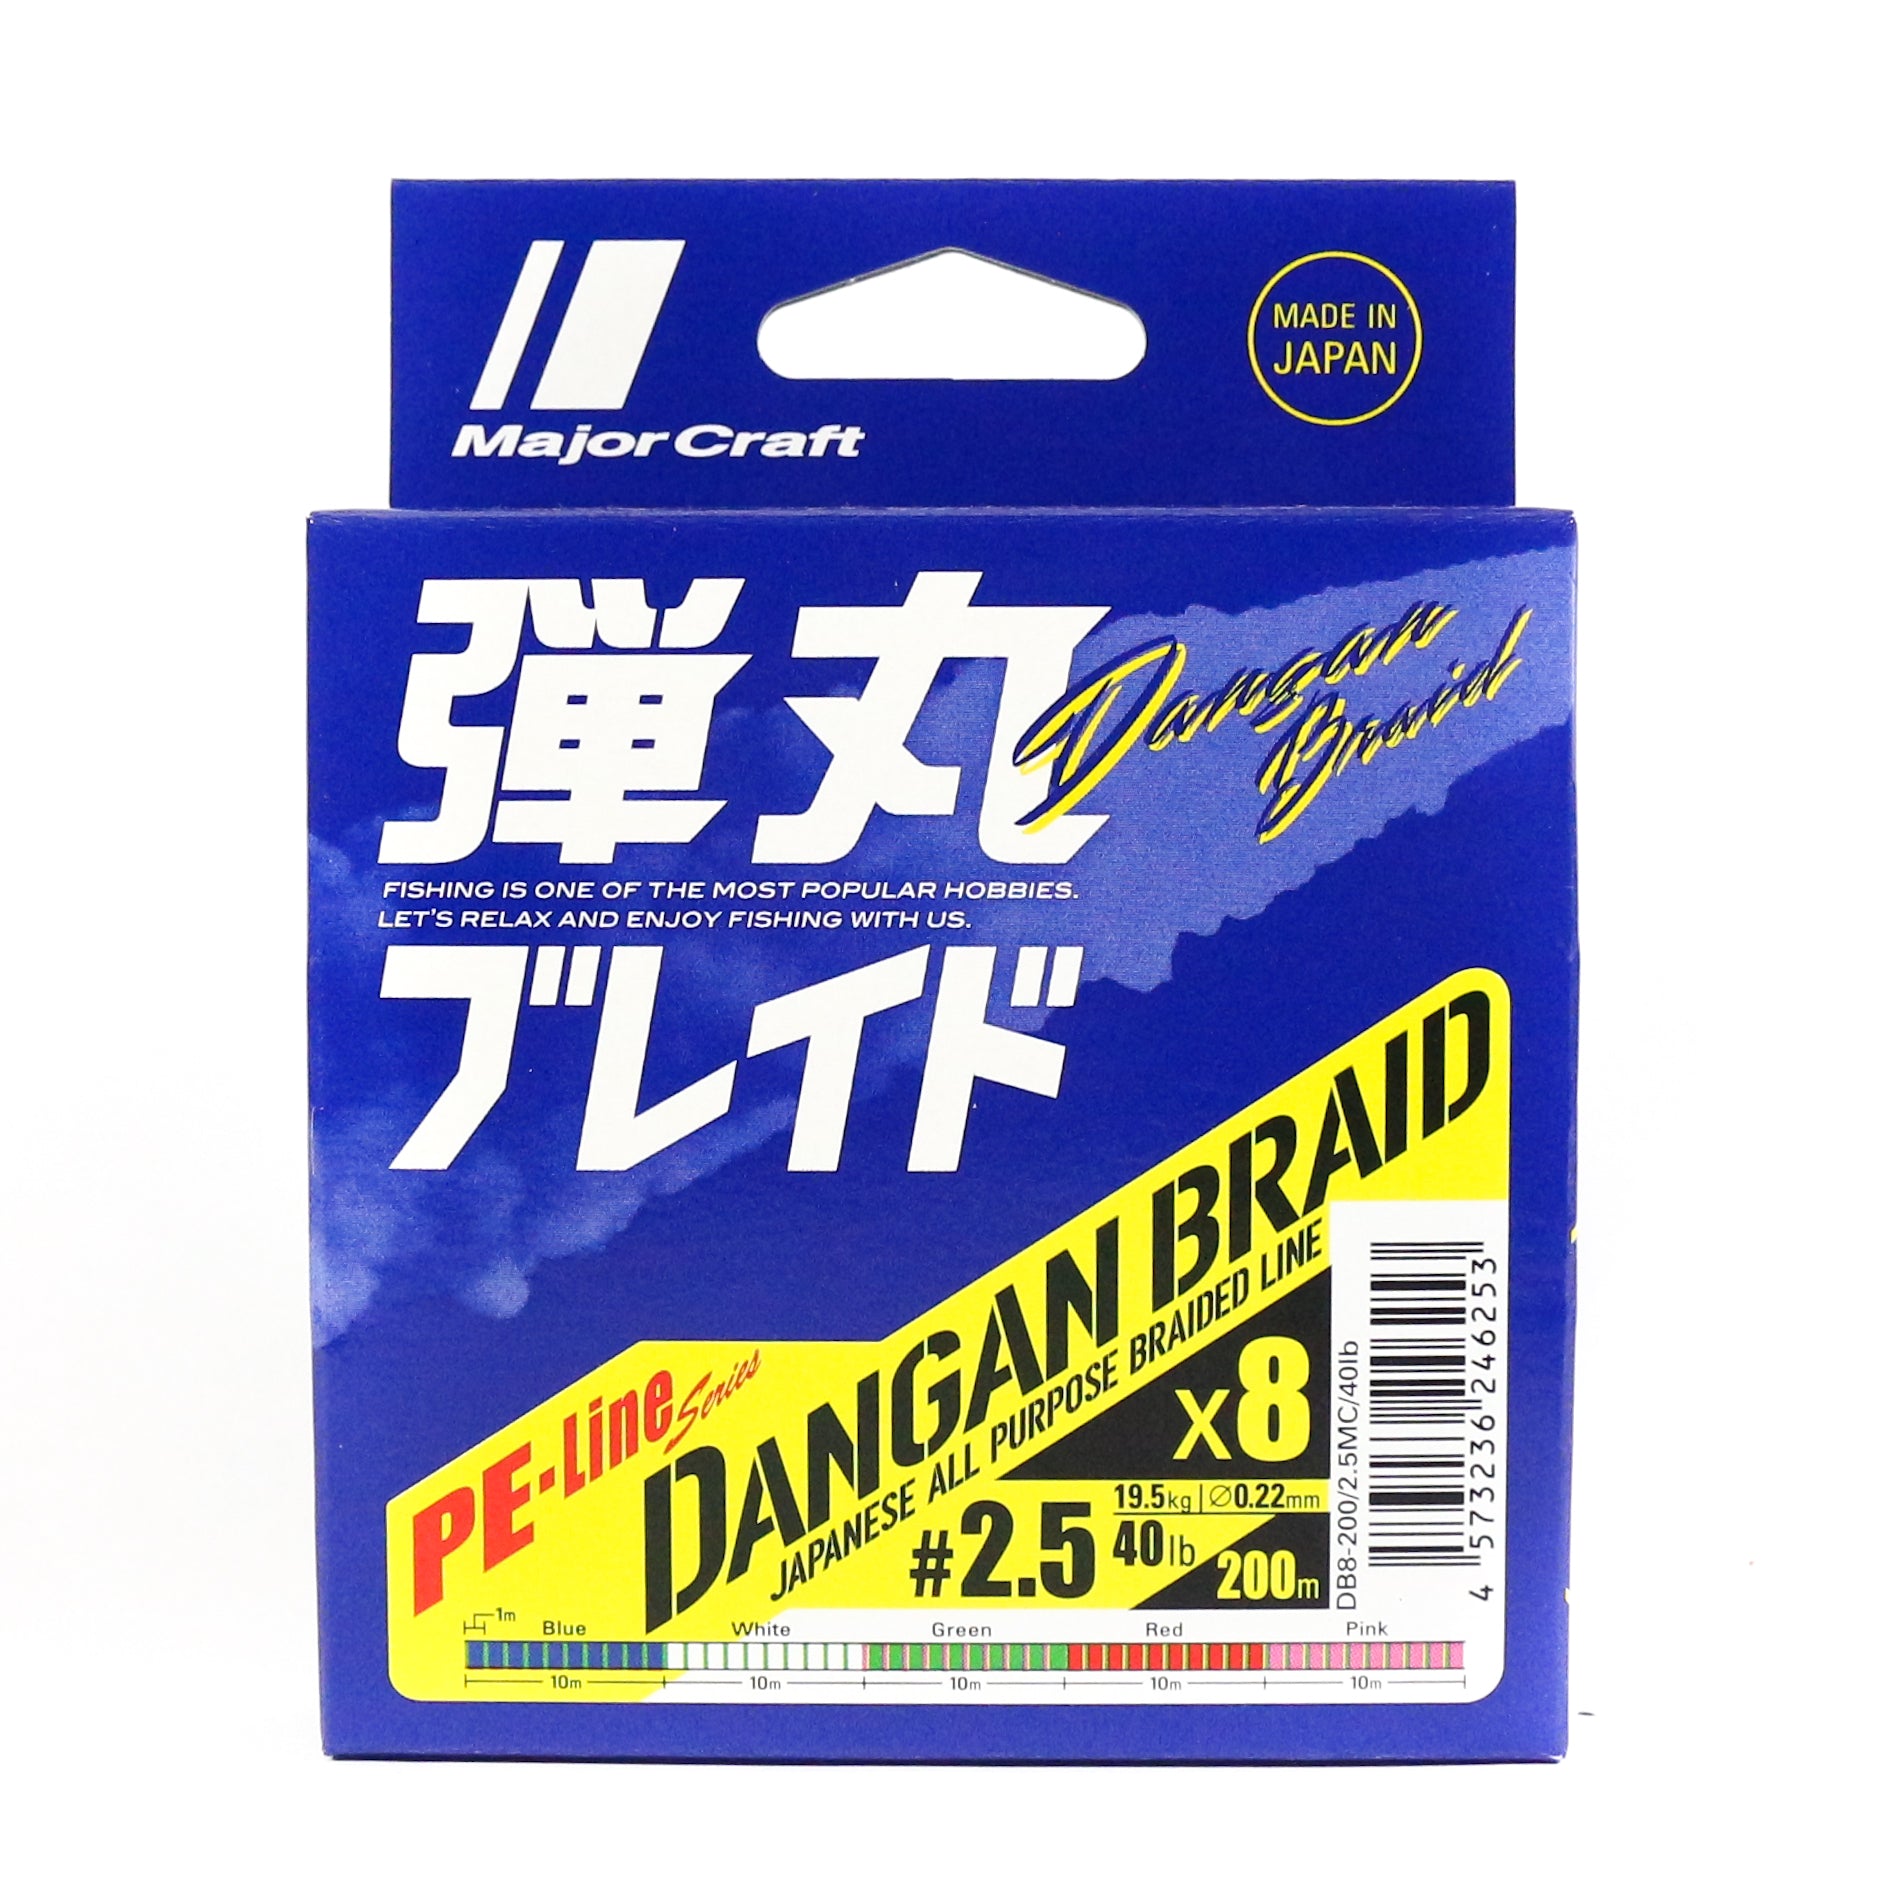 MajorCraft
MADE IN
JAPAN
弾丸
Dangan
Braid
FISHING IS ONE OF THE MOST POPULAR HOBBIES.
LET'S RELAX AND ENJOY FISHING WITH US.
ブレイド
PE-Line Series
DANGAN BRAID
JAPANESE ALL PURPOSE BRAIDED LINE
x8
#2.5
19.5kg | ∅0.22mm
40lb
200m
DB8-200/2.5MC/40lb
4 573236 246253
1m
Blue White Green Red Pink
10m 10m 10m 10m 10m